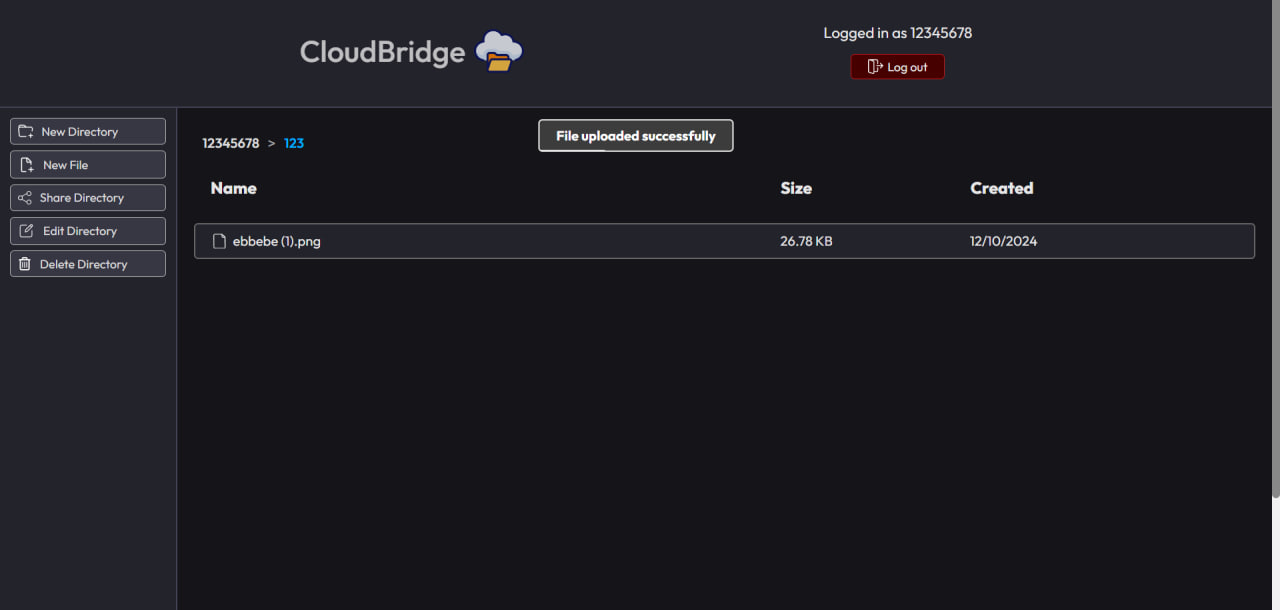 CloudBridge
Logged in as 12345678
Log out
New Directory
New File
Share Directory
Edit Directory
Delete Directory
12345678 > 123
File uploaded successfully
Name Size Created
ebbebe (1).png 26.78 KB 12/10/2024